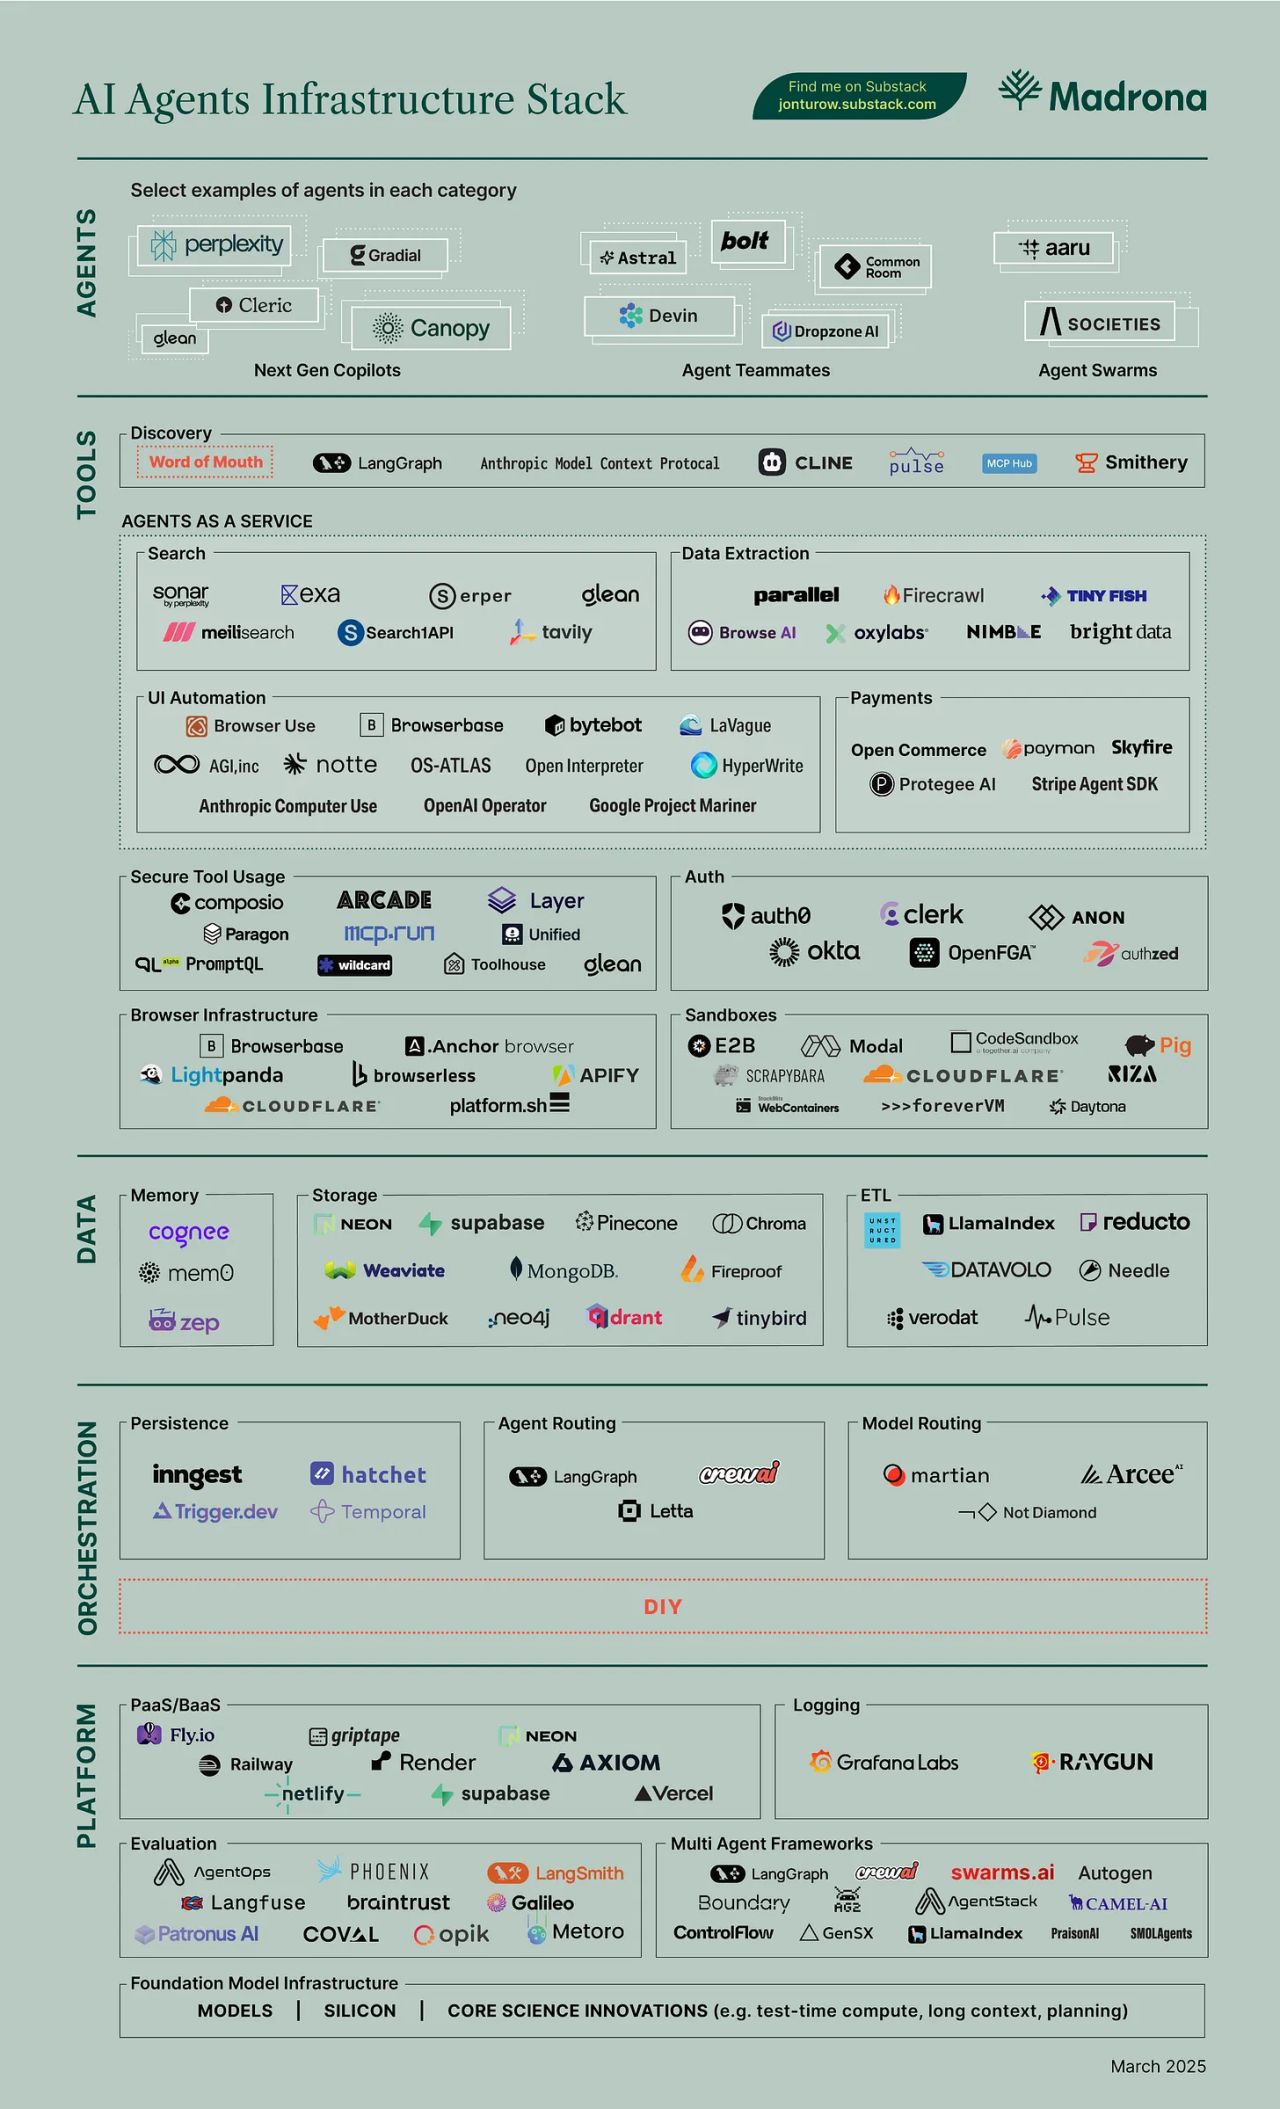 AI Agents Infrastructure Stack
Find me on Substack
jonturow.substack.com
Madrona
AGENTS
Select examples of agents in each category
perplexity
Gradial
Cleric
glean
Canopy
Next Gen Copilots
Astral
bolt
Common Room
Devin
Dropzone AI
Agent Teammates
aaru
SOCIETIES
Agent Swarms
TOOLS
Discovery
Word of Mouth LangGraph Anthropic Model Context Protocal CLINE pulse MCP Hub Smithery
AGENTS AS A SERVICE
Search
sonar by perplexity exa Serper glean
meilisearch Search1API tavily
Data Extraction
parallel Firecrawl TINY FISH
Browse AI oxylabs NIMBLE bright data
UI Automation
Browser Use B Browserbase bytebot LaVague
AGI,inc notte OS-ATLAS Open Interpreter HyperWrite
Anthropic Computer Use OpenAI Operator Google Project Mariner
Payments
Open Commerce payman Skyfire
P Protegee AI Stripe Agent SDK
Secure Tool Usage
composio ARCADE Layer
Paragon mcp.run Unified
QL alpha PromptQL wildcard Toolhouse glean
Auth
auth0 clerk ANON
okta OpenFGA™ authzed
Browser Infrastructure
B Browserbase .Anchor browser
Lightpanda browserless APIFY
CLOUDFLARE platform.sh
Sandboxes
E2B Modal CodeSandbox a together.ai company Pig
SCRAPYBARA CLOUDFLARE RIZA
StackBlitz WebContainers >>>foreverVM Daytona
DATA
Memory
cognee
mem0
zep
Storage
NEON supabase Pinecone Chroma
Weaviate MongoDB. Fireproof
MotherDuck neo4j qdrant tinybird
ETL
UNSTRUCTURED LlamaIndex reducto
DATAVOLO Needle
verodat Pulse
ORCHESTRATION
Persistence
inngest hatchet
Trigger.dev Temporal
Agent Routing
LangGraph crewai
Letta
Model Routing
martian Arcee AI
Not Diamond
DIY
PLATFORM
PaaS/BaaS
Fly.io griptape NEON
Railway Render AXIOM
netlify supabase Vercel
Logging
Grafana Labs RAYGUN
Evaluation
AgentOps PHOENIX LangSmith
Langfuse braintrust Galileo
Patronus AI COVAL opik Metoro
Multi Agent Frameworks
LangGraph crewai swarms.ai Autogen
Boundary AG2 AgentStack CAMEL-AI
ControlFlow GenSX LlamaIndex PraisonAI SMOLAgents
Foundation Model Infrastructure
MODELS | SILICON | CORE SCIENCE INNOVATIONS (e.g. test-time compute, long context, planning)
March 2025